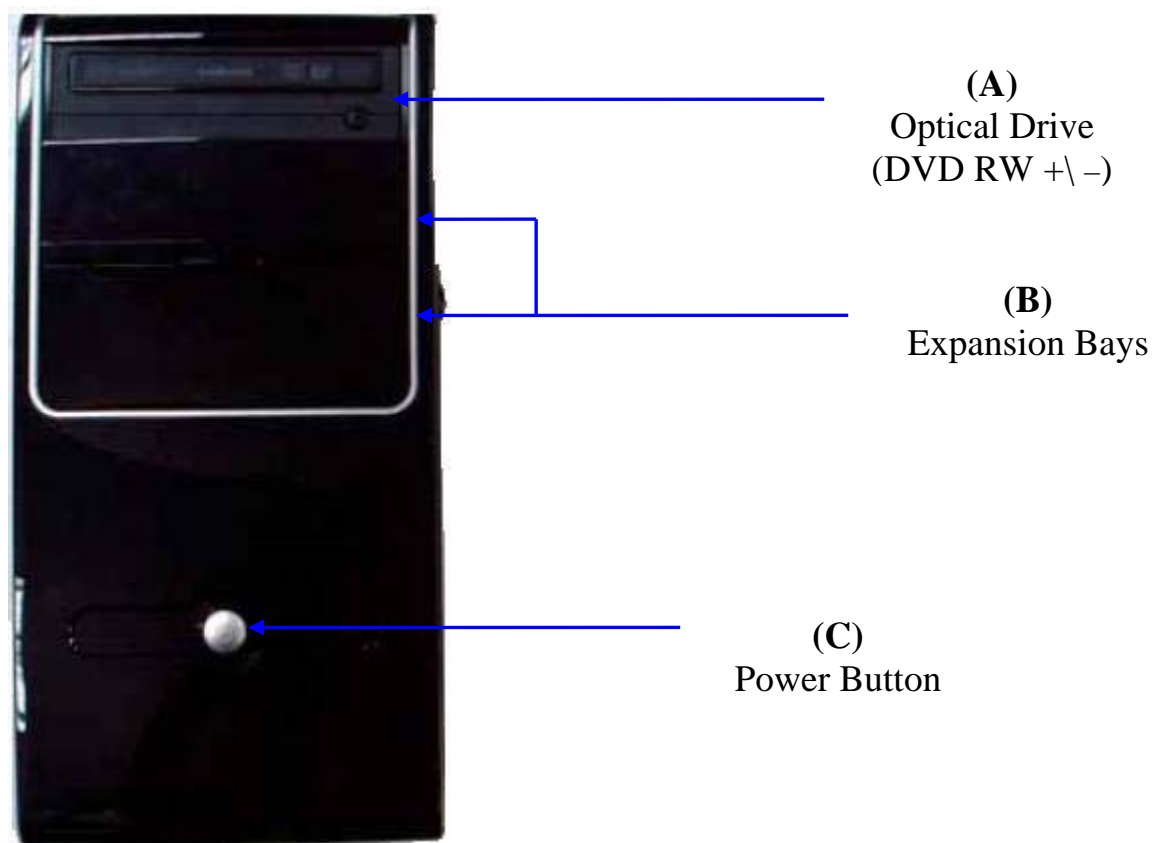 (A)
Optical Drive
(DVD RW +\ –)
(B)
Expansion Bays
(C)
Power Button